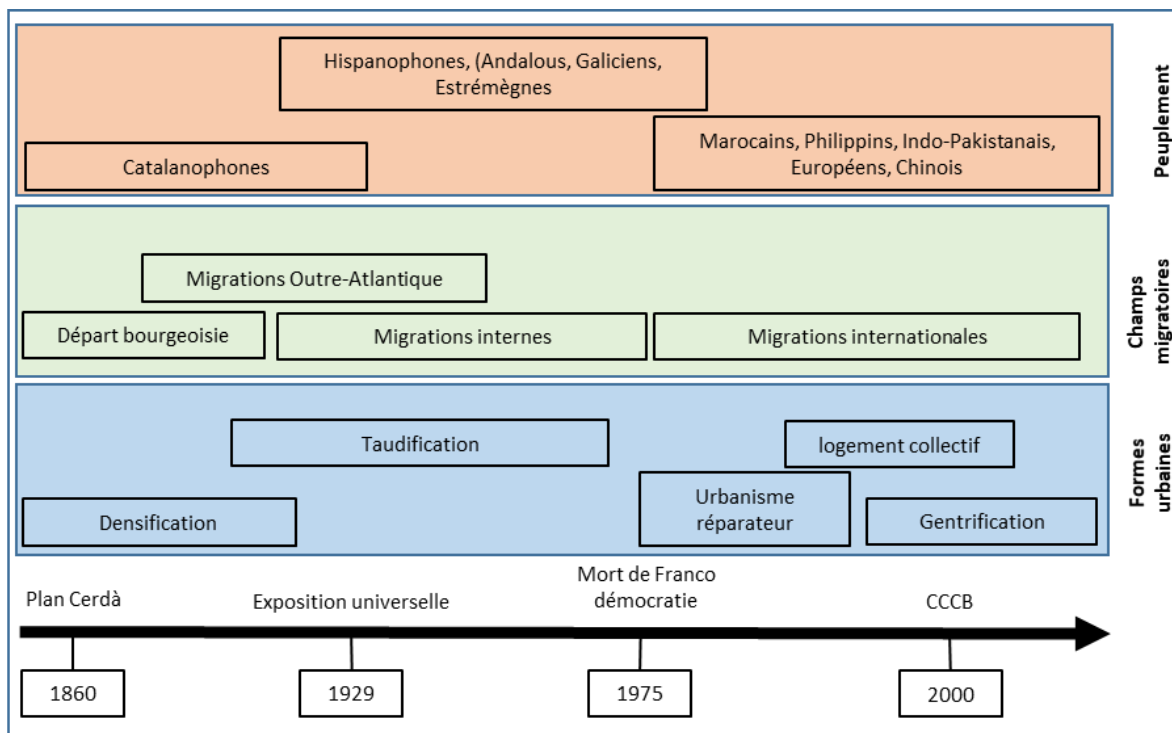 Hispanophones, (Andalous, Galiciens,
Estrémègnes
Catalanophones
Marocains, Philippins, Indo-Pakistanais,
Européens, Chinois
Peuplement
Migrations Outre-Atlantique
Départ bourgeoisie
Migrations internes
Migrations internationales
Champs
migratoires
Taudification
logement collectif
Densification
Urbanisme
réparateur
Gentrification
Formes
urbaines
Plan Cerdà
Exposition universelle
Mort de Franco
démocratie
CCCB
1860
1929
1975
2000